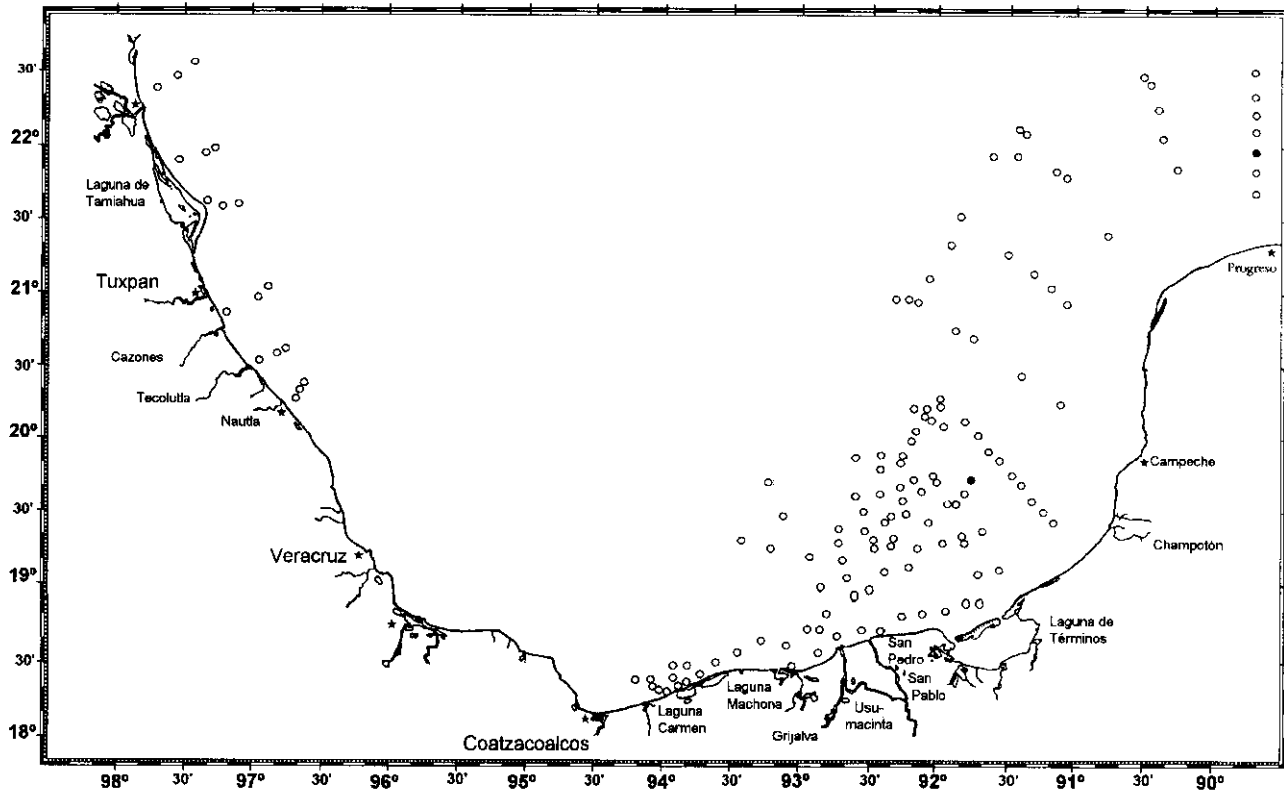 30'
22º
Laguna de
Tamiahua
30'
Progreso
Tuxpan
21º
Cazones
30'
Tecolutla
Nautla
20º
Campeche
30'
Champotón
Veracruz
19º
Laguna de
Términos
San
Pedro
30'
San
Pablo
Laguna
Machona
Laguna
Carmen
Usu-
macinta
18º
Grijalva
Coatzacoalcos
98º 30' 97º 30' 96º 30' 95º 30' 94º 30' 93º 30' 92º 30' 91º 30' 90º